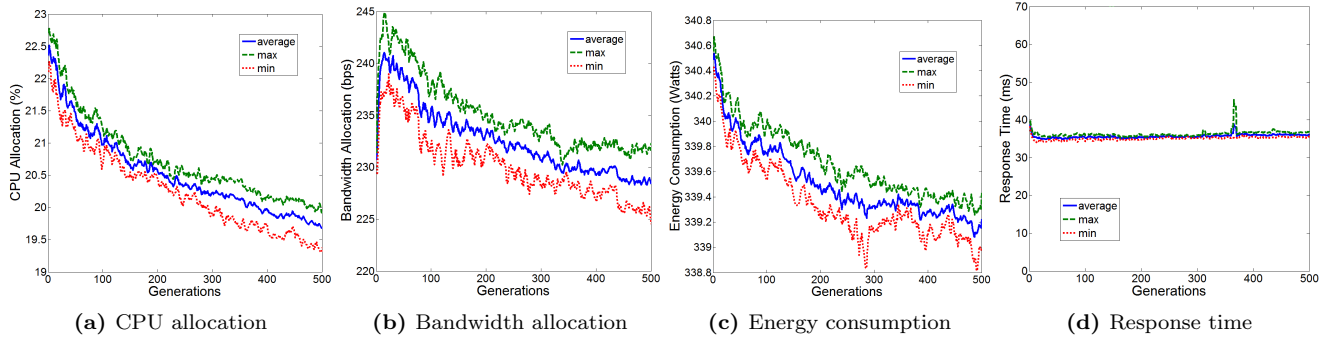 23
22.5
22
21.5
21
20.5
20
19.5
19
CPU Allocation (%)
0 100 200 300 400 500
Generations
average
max
min
(a) CPU allocation
245
240
235
230
225
220
Bandwidth Allocation (bps)
0 100 200 300 400 500
Generations
average
max
min
(b) Bandwidth allocation
340.8
340.6
340.4
340.2
340
339.8
339.6
339.4
339.2
339
338.8
Energy Consumption (Watts)
0 100 200 300 400 500
Generations
average
max
min
(c) Energy consumption
70
60
50
40
30
20
10
0
Response Time (ms)
0 100 200 300 400 500
Generations
average
max
min
(d) Response time